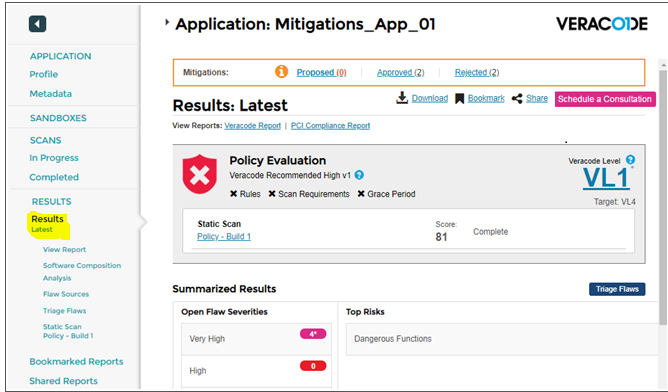 APPLICATION
Profile
Metadata
SANDBOXES
SCANS
In Progress
Completed
RESULTS
Results
Latest
View Report
Software Composition
Analysis
Flaw Sources
Triage Flaws
Static Scan
Policy - Build 1
Bookmarked Reports
Shared Reports
Application: Mitigations_App_01
VERACODE
Mitigations: i Proposed (0) Approved (2) Rejected (2)
Results: Latest
Download Bookmark Share Schedule a Consultation
View Reports: Veracode Report | PCI Compliance Report
Policy Evaluation
Veracode Recommended High v1 ?
Rules Scan Requirements Grace Period
Veracode Level ?
VL1
Target: VL4
Static Scan
Policy - Build 1
Score:
81
Complete
Summarized Results
Triage Flaws
Open Flaw Severities
Very High 4*
High 0
Top Risks
Dangerous Functions